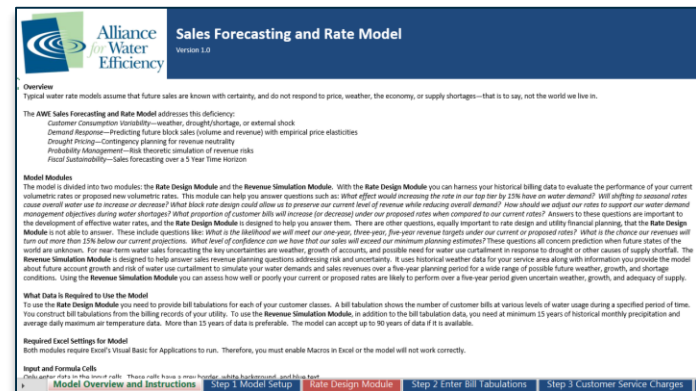 Alliance
for Water
Efficiency
Sales Forecasting and Rate Model
Version 1.0
Overview
Typical water rate models assume that future sales are known with certainty, and do not respond to price, weather, the economy, or supply shortages—that is to say, not the world we live in.
The AWE Sales Forecasting and Rate Model addresses this deficiency:
Customer Consumption Variability—weather, drought/shortage, or external shock
Demand Response—Predicting future block sales (volume and revenue) with empirical price elasticities
Drought Pricing—Contingency planning for revenue neutrality
Probability Management—Risk theoretic simulation of revenue risks
Fiscal Sustainability—Sales forecasting over a 5 Year Time Horizon
Model Modules
The model is divided into two modules: the Rate Design Module and the Revenue Simulation Module. With the Rate Design Module you can harness your historical billing data to evaluate the performance of your current
volumetric rates or proposed new volumetric rates. This module can help you answer questions such as: What effect would increasing the rate in our top tier by 15% have on water demand? Will shifting to seasonal rates
cause overall water use to increase or decrease? What block rate design could allow us to preserve our current level of revenue while reducing overall demand? How should we adjust our rates to support our water demand
management objectives during water shortages? What proportion of customer bills will increase (or decrease) under our proposed rates when compared to our current rates? Answers to these questions are important to
the development of effective water rates, and the Rate Design Module is designed to help you answer them. There are other questions, equally important to rate design and utility financial planning, that the Rate Design
Module is not able to answer. These include questions like: What is the likelihood we will meet our one-year, three-year, five-year revenue targets under our current or proposed rates? What is the chance our revenues will
turn out more than 15% below our current projections. What level of confidence can we have that our sales will exceed our minimum planning estimates? These questions all concern prediction when future states of the
world are unknown. For near-term water sales forecasting the key uncertainties are weather, growth of accounts, and possible need for water use curtailment in response to drought or other causes of supply shortfall. The
Revenue Simulation Module is designed to help answer sales revenue planning questions addressing risk and uncertainty. It uses historical weather data for your service area along with information you provide the model
about future account growth and risk of water use curtailment to simulate your water demands and sales revenues over a five-year planning period for a wide range of possible future weather, growth, and shortage
conditions. Using the Revenue Simulation Module you can assess how well or poorly your current or proposed rates are likely to perform over a five-year period given uncertain weather, growth, and adequacy of supply.
What Data is Required to Use the Model
To use the Rate Design Module you need to provide bill tabulations for each of your customer classes. A bill tabulation shows the number of customer bills at various levels of water usage during a specified period of time.
You construct bill tabulations from the billing records of your utility. To use the Revenue Simulation Module, in addition to the bill tabulation data, you need at minimum 15 years of historical monthly precipitation and
average daily maximum air temperature data. More than 15 years of data is preferable. The model can accept up to 90 years of data if it is available.
Required Excel Settings for Model
Both modules require Excel's Visual Basic for Applications to run. Therefore, you must enable Macros in Excel or the model will not work correctly.
Input and Formula Cells
Only enter data in the input cells. These cells have a grey border, white background, and blue text.
Model Overview and Instructions Step 1 Model Setup Rate Design Module Step 2 Enter Bill Tabulations Step 3 Customer Service Charges